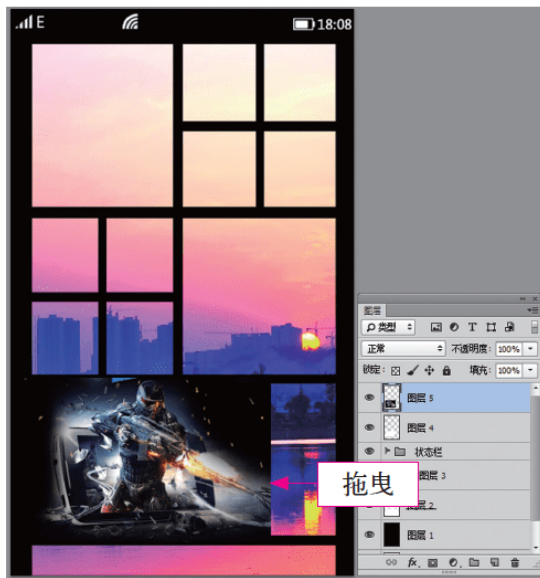 E
18:08
图层
类型
T
正常
不透明度: 100%
锁定:
填充: 100%
图层 5
图层 4
状态栏
图层 3
拖曳
图层 2
图层 1
fx